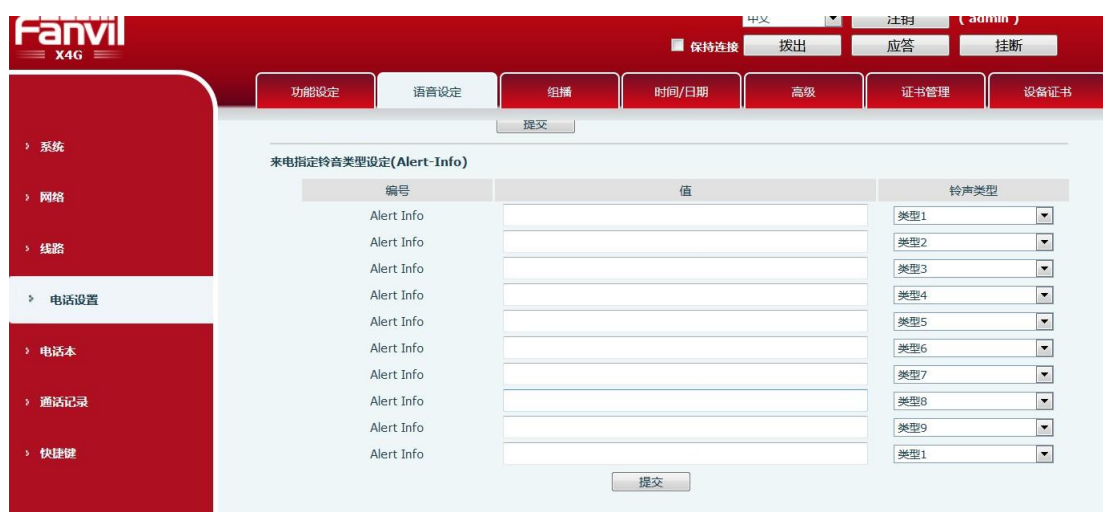 Fanvil
X4G
中文
注销
( admin )
保持连接
拨出
应答
挂断
功能设定
语音设定
组播
时间/日期
高级
证书管理
设备证书
提交
› 系统
› 网络
› 线路
› 电话设置
› 电话本
› 通话记录
› 快捷键
来电指定铃音类型设定(Alert-Info)
编号 值 铃声类型
Alert Info 类型1
Alert Info 类型2
Alert Info 类型3
Alert Info 类型4
Alert Info 类型5
Alert Info 类型6
Alert Info 类型7
Alert Info 类型8
Alert Info 类型9
Alert Info 类型1
提交